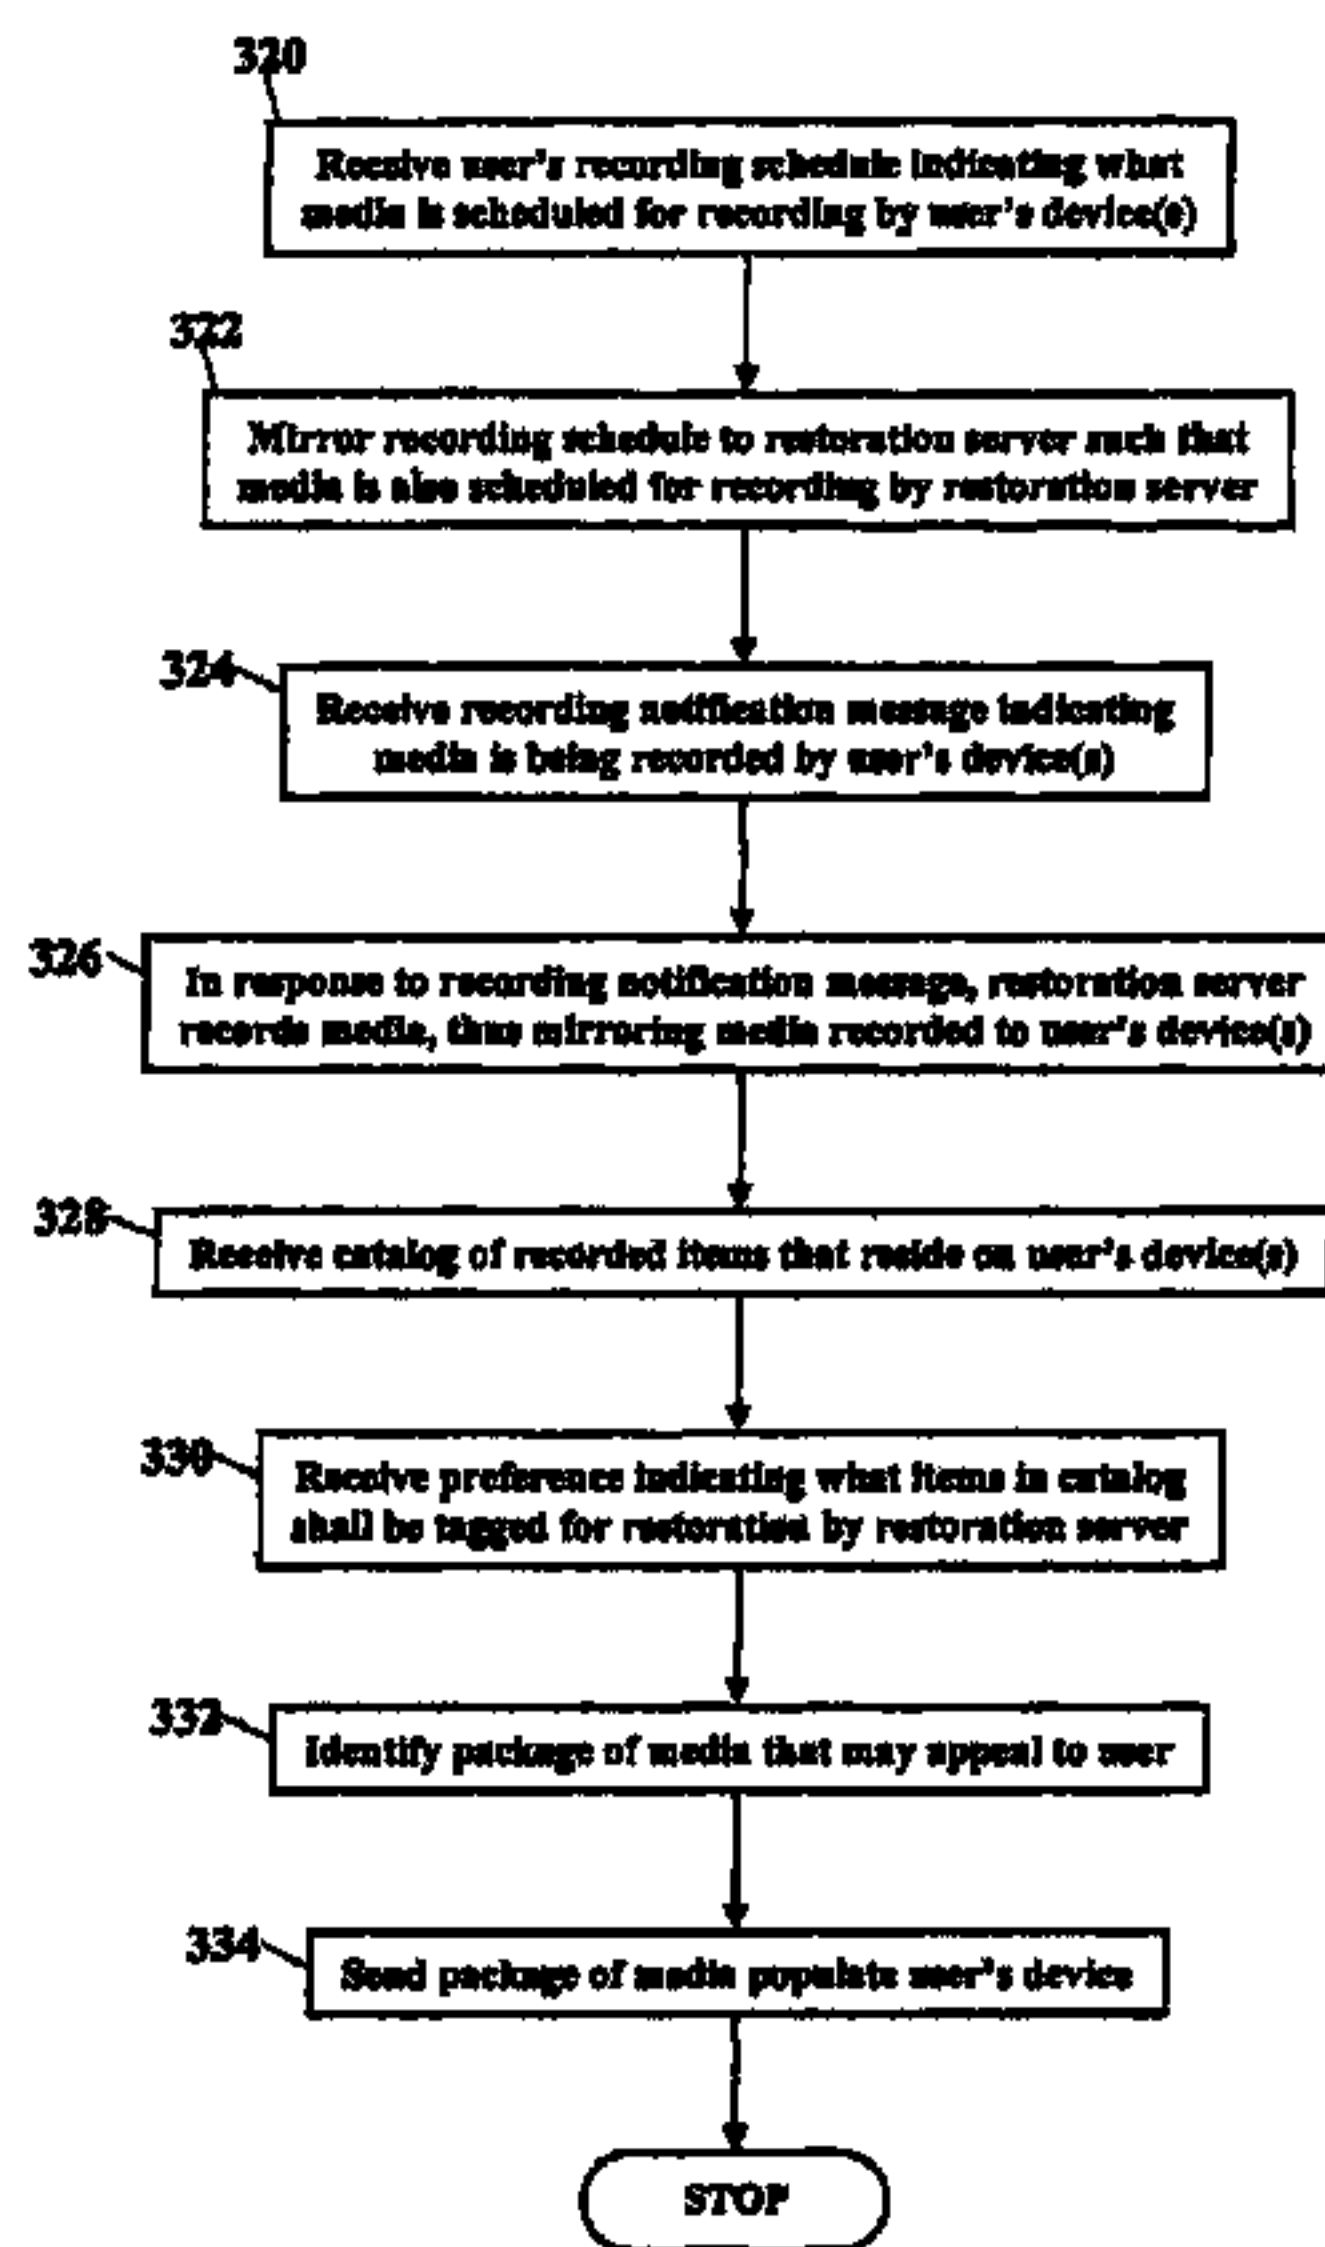 320
Receive user's recording schedule indicating what
media is scheduled for recording by user's device(s)
322
Mirror recording schedule to restoration server such that
media is also scheduled for recording by restoration server
324
Receive recording notification message indicating
media is being recorded by user's device(s)
326
In response to recording notification message, restoration server
records media, thus mirroring media recorded to user's device(s)
328
Receive catalog of recorded items that reside on user's device(s)
330
Receive preference indicating what items in catalog
shall be tagged for restoration by restoration server
332
Identify package of media that may appeal to user
334
Send package of media populate user's device
STOP